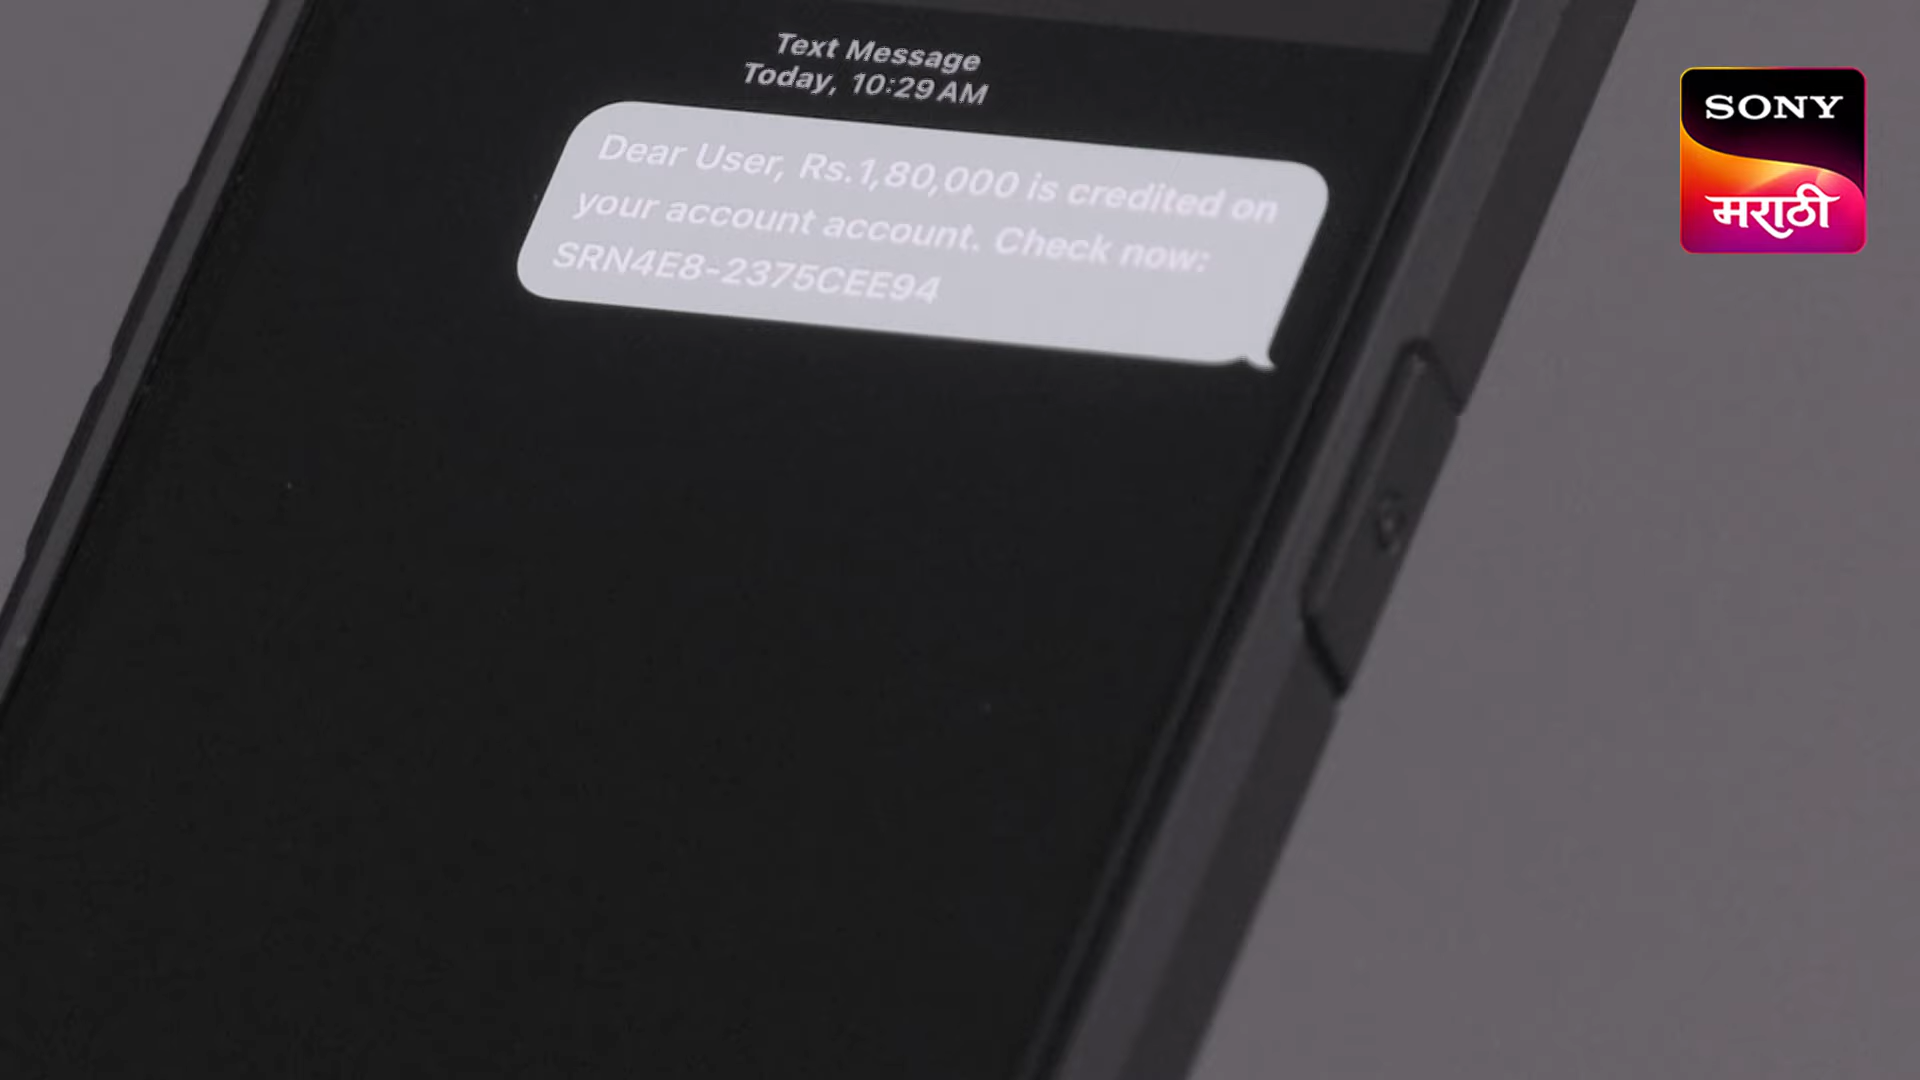 Text Message
Today, 10:29 AM
Dear User, Rs.1,80,000 is credited on
your account account. Check now:
SRN4E8-2375CEE94
SONY
मराठी